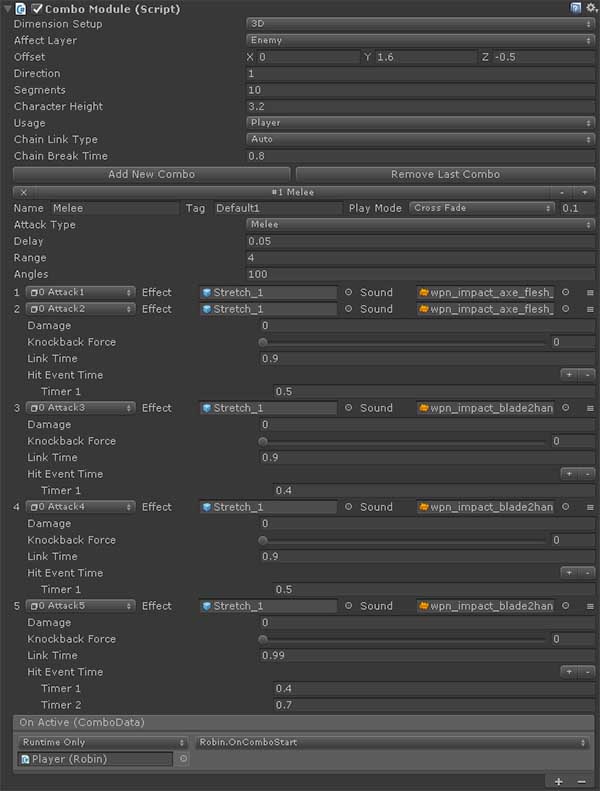 Combo Module (Script)
Dimension Setup 3D
Affect Layer Enemy
Offset X 0 Y 1.6 Z -0.5
Direction 1
Segments 10
Character Height 3.2
Usage Player
Chain Link Type Auto
Chain Break Time 0.8
Add New Combo Remove Last Combo
X #1 Melee - +
Name Melee Tag Default1 Play Mode Cross Fade 0.1
Attack Type Melee
Delay 0.05
Range 4
Angles 100
1 0 Attack1 Effect Stretch_1 Sound wpn_impact_axe_flesh_
2 0 Attack2 Effect Stretch_1 Sound wpn_impact_axe_flesh_
Damage 0
Knockback Force 0
Link Time 0.9
Hit Event Time + -
Timer 1 0.5
3 0 Attack3 Effect Stretch_1 Sound wpn_impact_blade2han
Damage 0
Knockback Force 0
Link Time 0.9
Hit Event Time + -
Timer 1 0.4
4 0 Attack4 Effect Stretch_1 Sound wpn_impact_blade2han
Damage 0
Knockback Force 0
Link Time 0.9
Hit Event Time + -
Timer 1 0.5
5 0 Attack5 Effect Stretch_1 Sound wpn_impact_blade2han
Damage 0
Knockback Force 0
Link Time 0.99
Hit Event Time + -
Timer 1 0.4
Timer 2 0.7
On Active (ComboData)
Runtime Only Robin.OnComboStart
Player (Robin)
+ -